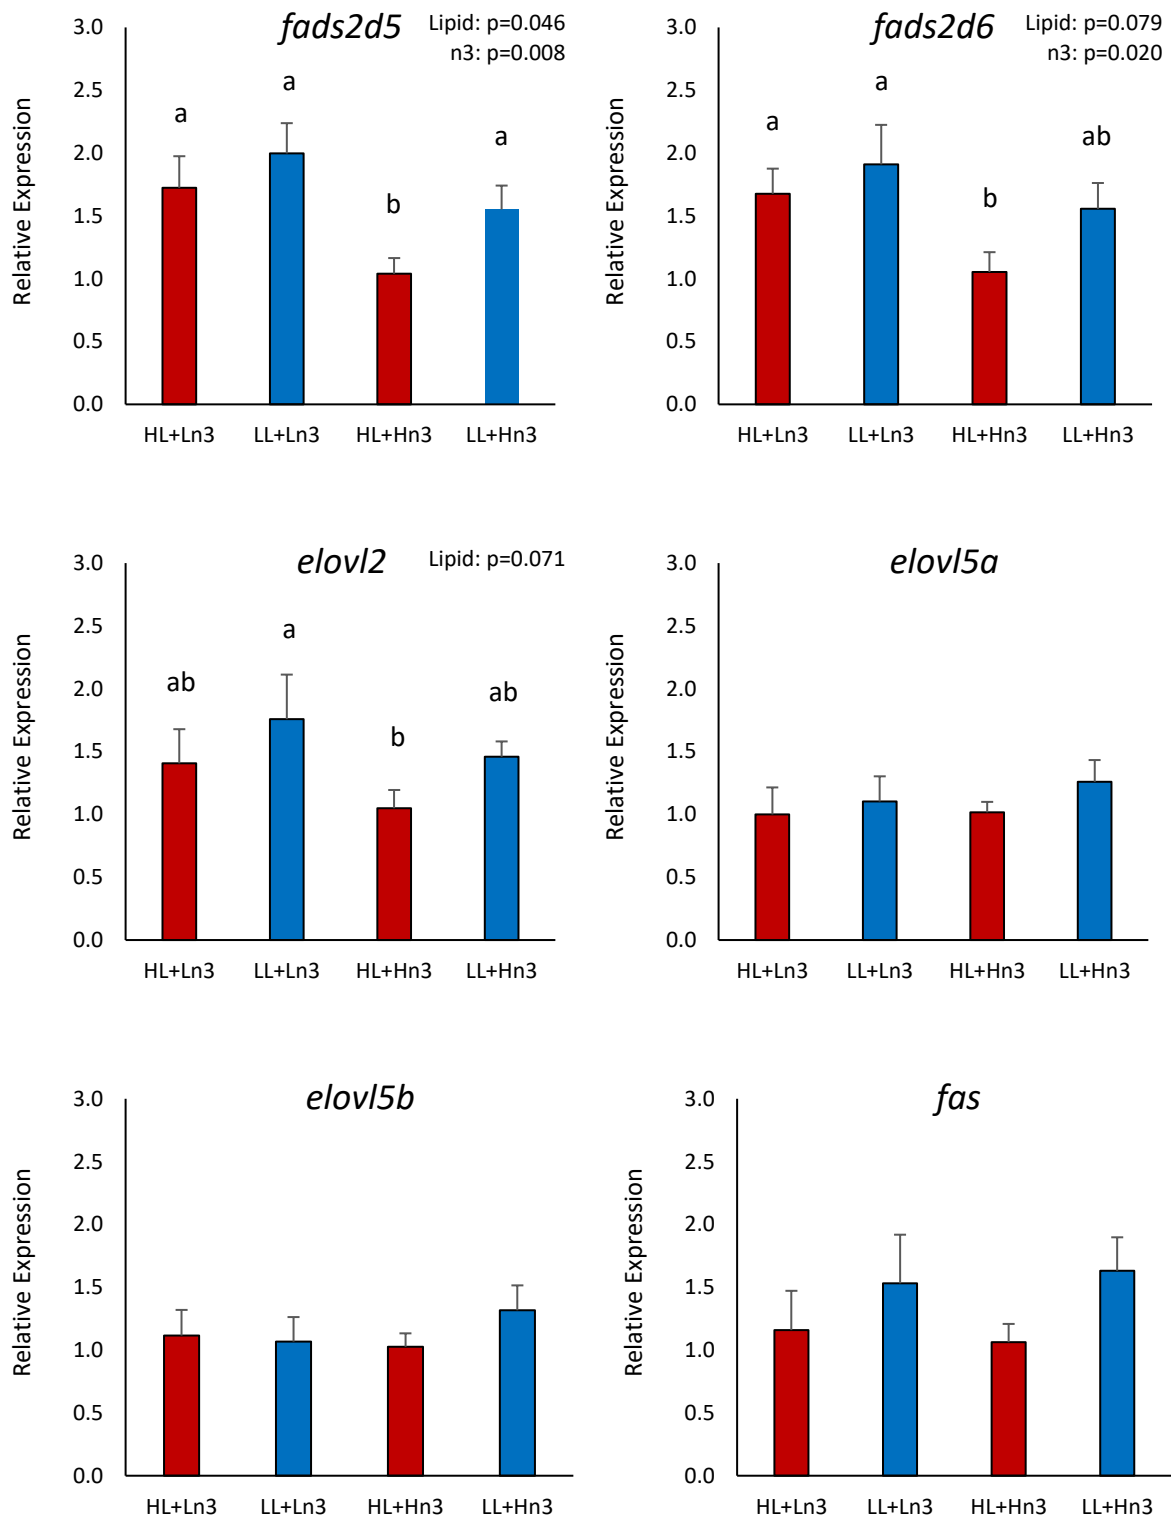 fads2d5
Lipid: p=0.046
n3: p=0.008
Relative Expression
3.0
2.5
2.0
1.5
1.0
0.5
0.0
a
a
b
a
HL+Ln3 LL+Ln3 HL+Hn3 LL+Hn3
fads2d6
Lipid: p=0.079
n3: p=0.020
Relative Expression
3.0
2.5
2.0
1.5
1.0
0.5
0.0
a
a
b
ab
HL+Ln3 LL+Ln3 HL+Hn3 LL+Hn3
elovl2
Lipid: p=0.071
Relative Expression
3.0
2.5
2.0
1.5
1.0
0.5
0.0
ab
a
b
ab
HL+Ln3 LL+Ln3 HL+Hn3 LL+Hn3
elovl5a
Relative Expression
3.0
2.5
2.0
1.5
1.0
0.5
0.0
HL+Ln3 LL+Ln3 HL+Hn3 LL+Hn3
elovl5b
Relative Expression
3.0
2.5
2.0
1.5
1.0
0.5
0.0
HL+Ln3 LL+Ln3 HL+Hn3 LL+Hn3
fas
Relative Expression
3.0
2.5
2.0
1.5
1.0
0.5
0.0
HL+Ln3 LL+Ln3 HL+Hn3 LL+Hn3